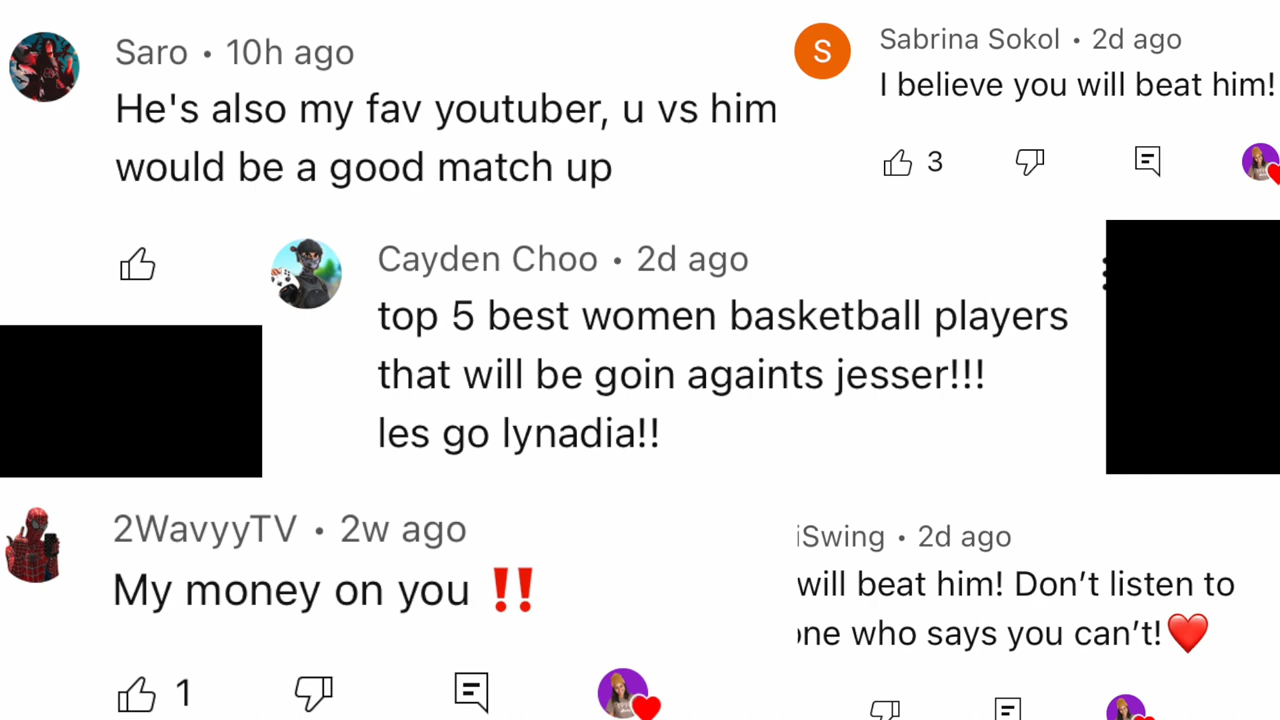 Saro • 10h ago
He's also my fav youtuber, u vs him
would be a good match up
S
Sabrina Sokol • 2d ago
I believe you will beat him!
3
Cayden Choo • 2d ago
top 5 best women basketball players
that will be goin againts jesser!!!
les go lynadia!!
2WavyyTV • 2w ago
My money on you ‼️
1
iSwing • 2d ago
will beat him! Don’t listen to
who says you can’t!❤️